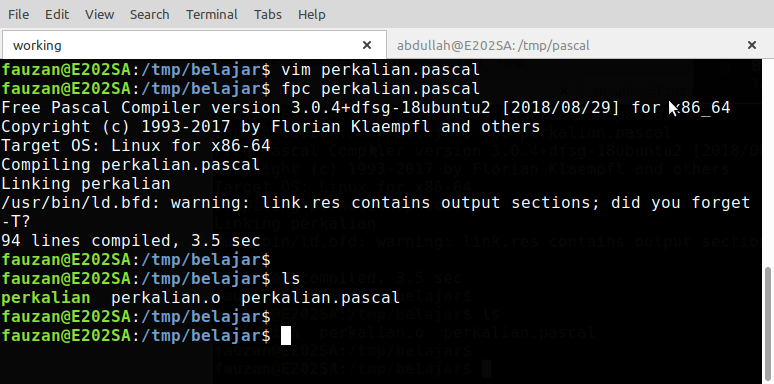 File Edit View Search Terminal Tabs Help
working × abdullah@E202SA: /tmp/pascal ×
fauzan@E202SA:/tmp/belajar$ vim perkalian.pascal
fauzan@E202SA:/tmp/belajar$ fpc perkalian.pascal
Free Pascal Compiler version 3.0.4+dfsg-18ubuntu2 [2018/08/29] for x86_64
Copyright (c) 1993-2017 by Florian Klaempfl and others
Target OS: Linux for x86-64
Compiling perkalian.pascal
Linking perkalian
/usr/bin/ld.bfd: warning: link.res contains output sections; did you forget
-T?
94 lines compiled, 3.5 sec
fauzan@E202SA:/tmp/belajar$
fauzan@E202SA:/tmp/belajar$ ls
perkalian perkalian.o perkalian.pascal
fauzan@E202SA:/tmp/belajar$
fauzan@E202SA:/tmp/belajar$